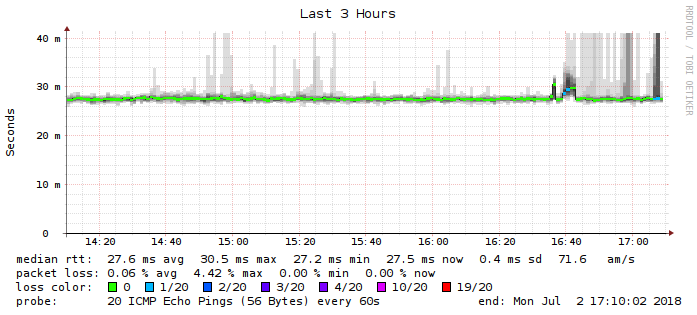 Last 3 Hours
RRDTOOL / TOBI OETIKER
Seconds
40 m
30 m
20 m
10 m
0
14:20 14:40 15:00 15:20 15:40 16:00 16:20 16:40 17:00
median rtt: 27.6 ms avg 30.5 ms max 27.2 ms min 27.5 ms now 0.4 ms sd 71.6 am/s
packet loss: 0.06 % avg 4.42 % max 0.00 % min 0.00 % now
loss color: 0 1/20 2/20 3/20 4/20 10/20 19/20
probe: 20 ICMP Echo Pings (56 Bytes) every 60s end: Mon Jul 2 17:10:02 2018